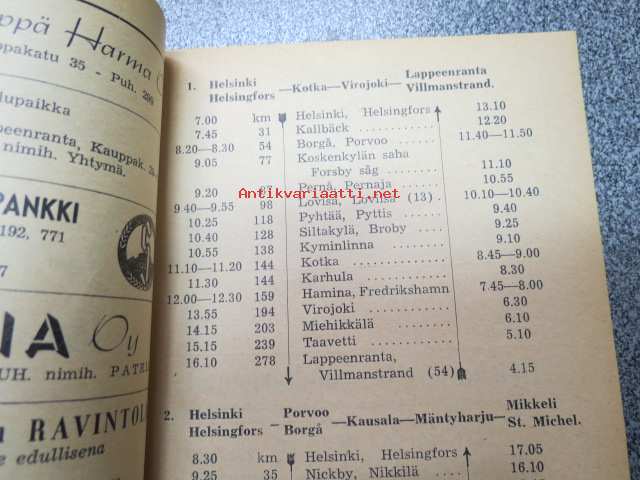 ppä Harma
ppakatu 35 - Puh. 299
lupaikka
peenranta, Kauppak.
n nimih. Yhtymä.
PANKKI
192, 771
7
IA Oy
UH. nimih.
RAVINTOL
e edullisena
1. Helsinki Helsingfors —Kotka—Virojoki— Lappeenranta Villmanstrand.
7.00 km Helsinki, Helsingfors 13.10
7.45 31 Kallbäck 12.20
8.20—8.30 54 Borgå, Porvoo 11.40—11.50
9.05 77 Koskenkylän saha
Forsby såg 11.10
9.20 Pernå, Pernaja 10.55
9.40—9.55 98 Lovisa, Loviisa (13) 10.10—10.40
10.25 118 Pyhtää, Pyttis 9.40
10.40 128 Siltakylä, Broby 9.25
10.55 138 Kyminlinna 9.10
11.10—11.20 144 Kotka 8.45—9.00
11.30 144 Karhula 8.30
12.00—12.30 159 Hamina, Fredrikshamn 7.45—8.00
13.55 194 Virojoki 6.30
14.15 203 Miehikkälä 6.10
15.15 239 Taavetti 5.10
16.10 278 Lappeenranta,
Villmanstrand (54) 4.15
2. Helsinki Helsingfors — Porvoo Borgå —Kausala—Mäntyharju— Mikkeli St. Michel.
8.30 km Helsinki, Helsingfors 17.05
9.25 35 Nickby, Nikkilä 16.10
Antikvariaatti.net